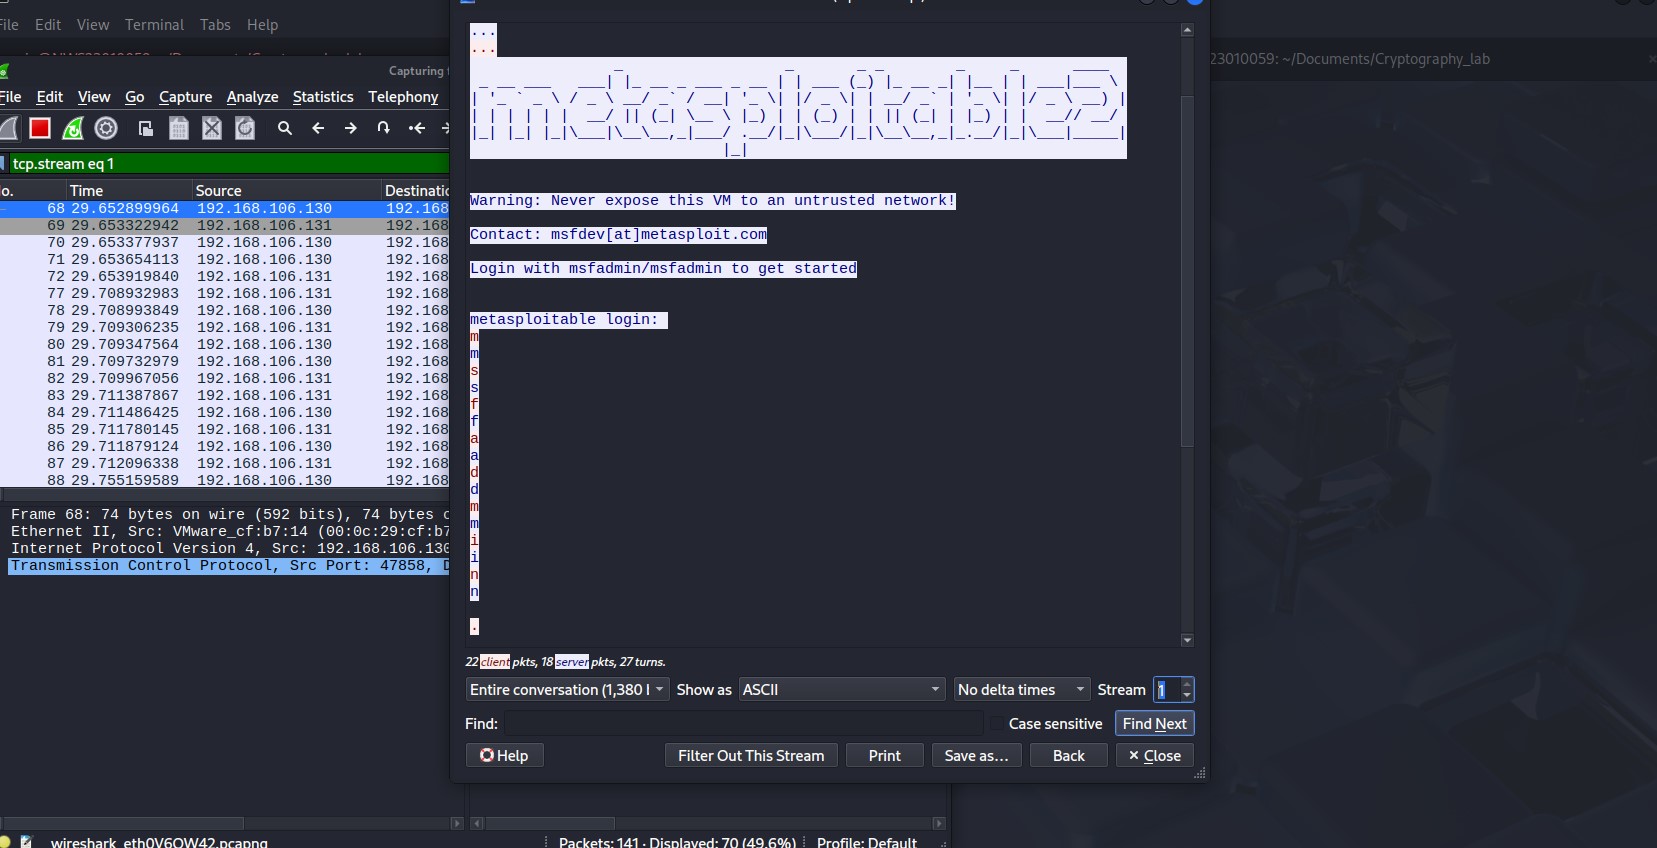 File Edit View Terminal Tabs Help
23010059: ~/Documents/Cryptography_lab
Capturing
File Edit View Go Capture Analyze Statistics Telephony
tcp.stream eq 1
o. Time Source Destinatio
68 29.652899964 192.168.106.130 192.168
69 29.653322942 192.168.106.131 192.168
70 29.653377937 192.168.106.130 192.168
71 29.653654113 192.168.106.130 192.168
72 29.653919840 192.168.106.131 192.168
77 29.708932983 192.168.106.131 192.168
78 29.708993849 192.168.106.130 192.168
79 29.709306235 192.168.106.131 192.168
80 29.709347564 192.168.106.130 192.168
81 29.709732979 192.168.106.130 192.168
82 29.709967056 192.168.106.131 192.168
83 29.711387867 192.168.106.131 192.168
84 29.711486425 192.168.106.130 192.168
85 29.711780145 192.168.106.131 192.168
86 29.711879124 192.168.106.130 192.168
87 29.712096338 192.168.106.131 192.168
88 29.755159589 192.168.106.130 192.168
Frame 68: 74 bytes on wire (592 bits), 74 bytes
Ethernet II, Src: VMware_cf:b7:14 (00:0c:29:cf:b7
Internet Protocol Version 4, Src: 192.168.106.130
Transmission Control Protocol, Src Port: 47858, D
wireshark_eth0V6OW42.pcapng
Packets: 141 · Displayed: 70 (49.6%)
Profile: Default
...
...
metasploitable2
Warning: Never expose this VM to an untrusted network!
Contact: msfdev[at]metasploit.com
Login with msfadmin/msfadmin to get started
metasploitable login:
m
m
s
s
f
f
a
a
d
d
m
m
i
i
n
n
.
22 client pkts, 18 server pkts, 27 turns.
Entire conversation (1,380 Show as ASCII No delta times Stream 1
Find: Case sensitive Find Next
Help Filter Out This Stream Print Save as… Back Close